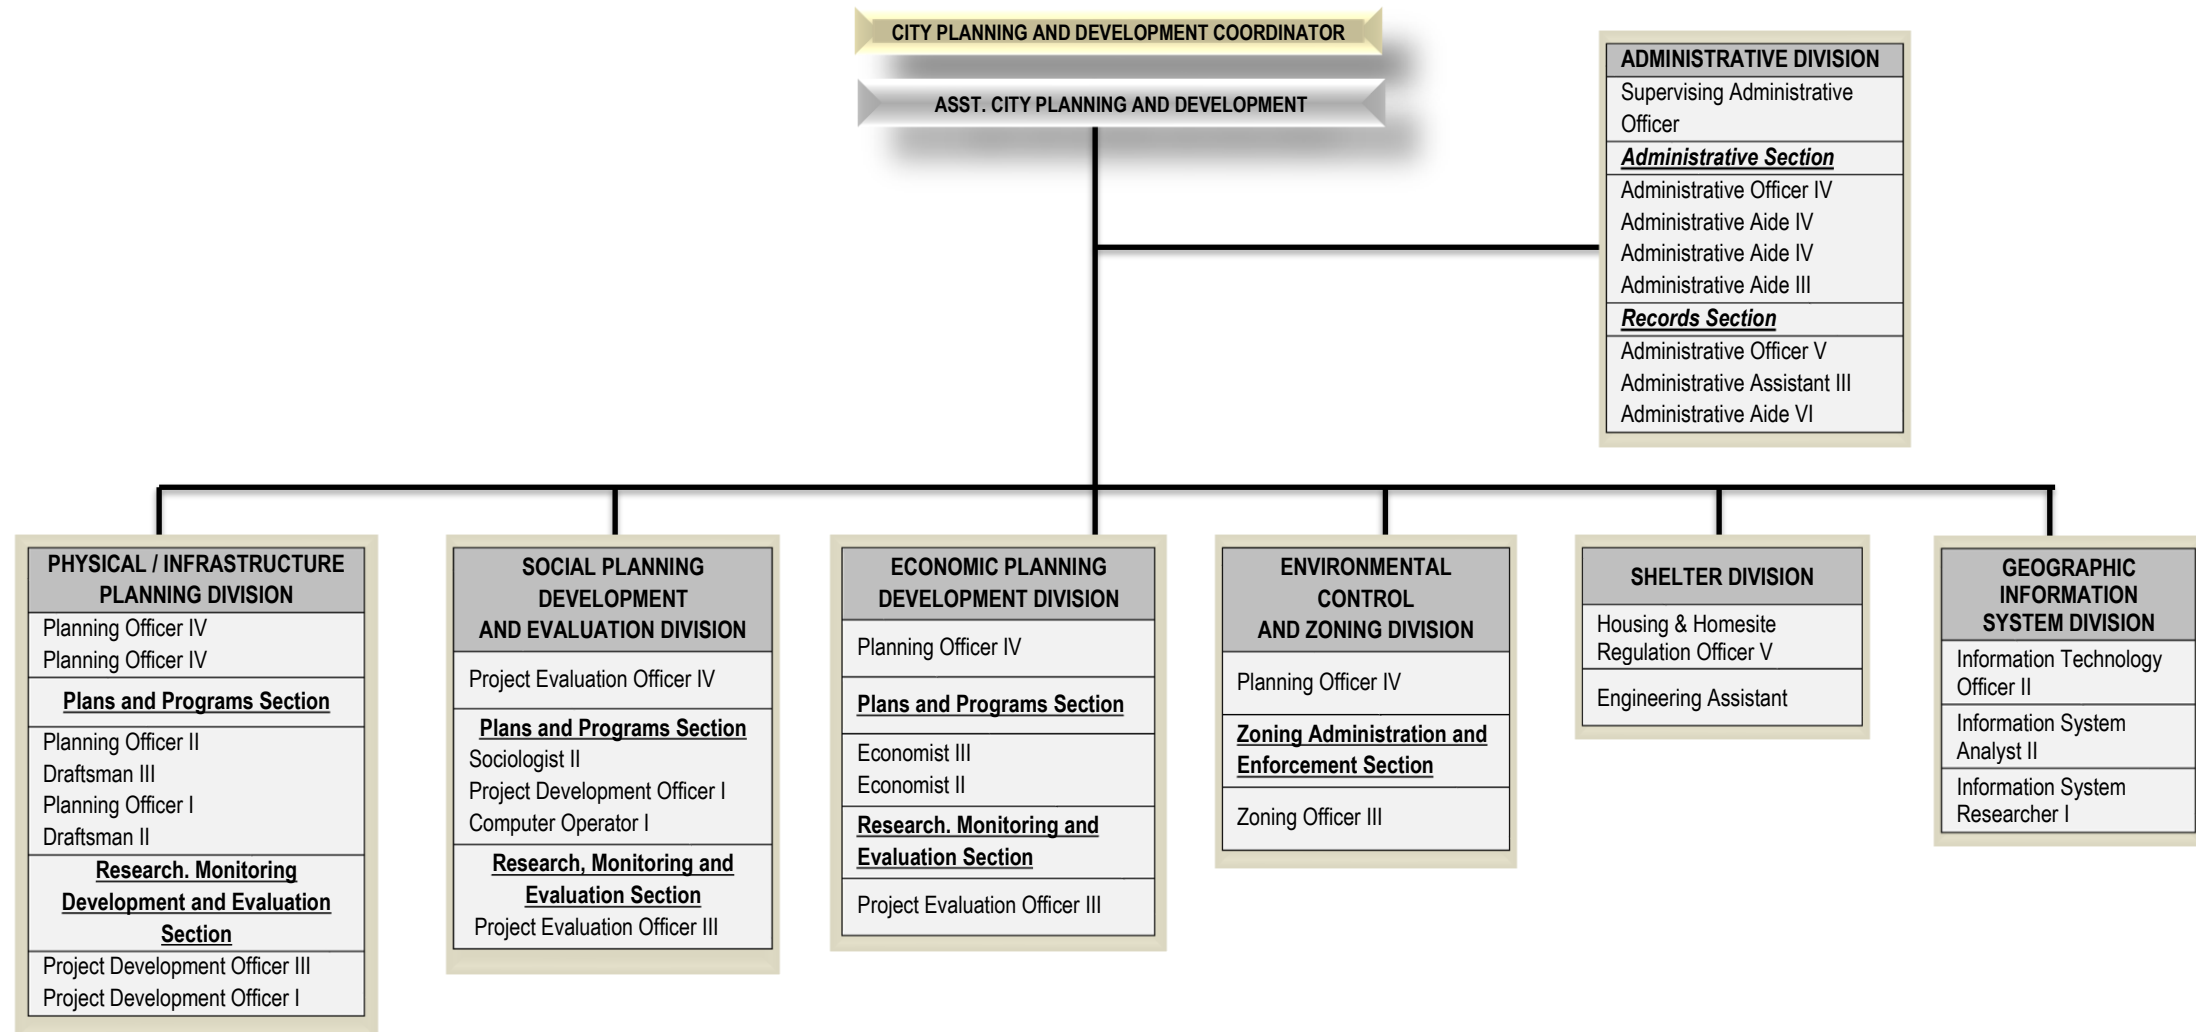 CITY PLANNING AND DEVELOPMENT COORDINATOR
ASST. CITY PLANNING AND DEVELOPMENT
ADMINISTRATIVE DIVISION
Supervising Administrative
Officer
Administrative Section
Administrative Officer IV
Administrative Aide IV
Administrative Aide IV
Administrative Aide III
Records Section
Administrative Officer V
Administrative Assistant III
Administrative Aide VI
PHYSICAL / INFRASTRUCTURE
PLANNING DIVISION
Planning Officer IV
Planning Officer IV
Plans and Programs Section
Planning Officer II
Draftsman III
Planning Officer I
Draftsman II
Research. Monitoring
Development and Evaluation
Section
Project Development Officer III
Project Development Officer I
SOCIAL PLANNING
DEVELOPMENT
AND EVALUATION DIVISION
Project Evaluation Officer IV
Plans and Programs Section
Sociologist II
Project Development Officer I
Computer Operator I
Research, Monitoring and
Evaluation Section
Project Evaluation Officer III
ECONOMIC PLANNING
DEVELOPMENT DIVISION
Planning Officer IV
Plans and Programs Section
Economist III
Economist II
Research. Monitoring and
Evaluation Section
Project Evaluation Officer III
ENVIRONMENTAL
CONTROL
AND ZONING DIVISION
Planning Officer IV
Zoning Administration and
Enforcement Section
Zoning Officer III
SHELTER DIVISION
Housing & Homesite
Regulation Officer V
Engineering Assistant
GEOGRAPHIC
INFORMATION
SYSTEM DIVISION
Information Technology
Officer II
Information System
Analyst II
Information System
Researcher I